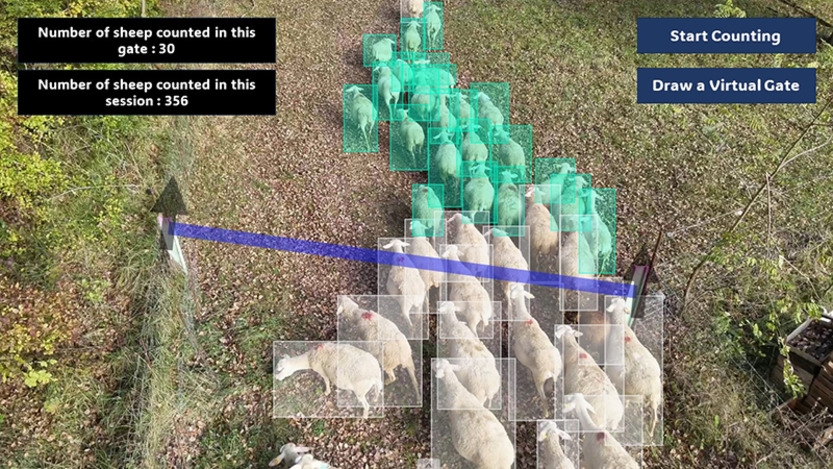 Number of sheep counted in this
gate : 30
Number of sheep counted in this
session : 356
Start Counting
Draw a Virtual Gate